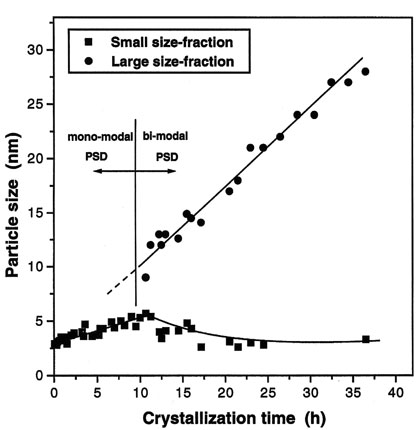 Small size-fraction
Large size-fraction
mono-modal bi-modal
PSD PSD
30
25
20
15
10
5
0
0 5 10 15 20 25 30 35 40
Particle size (nm)
Crystallization time (h)